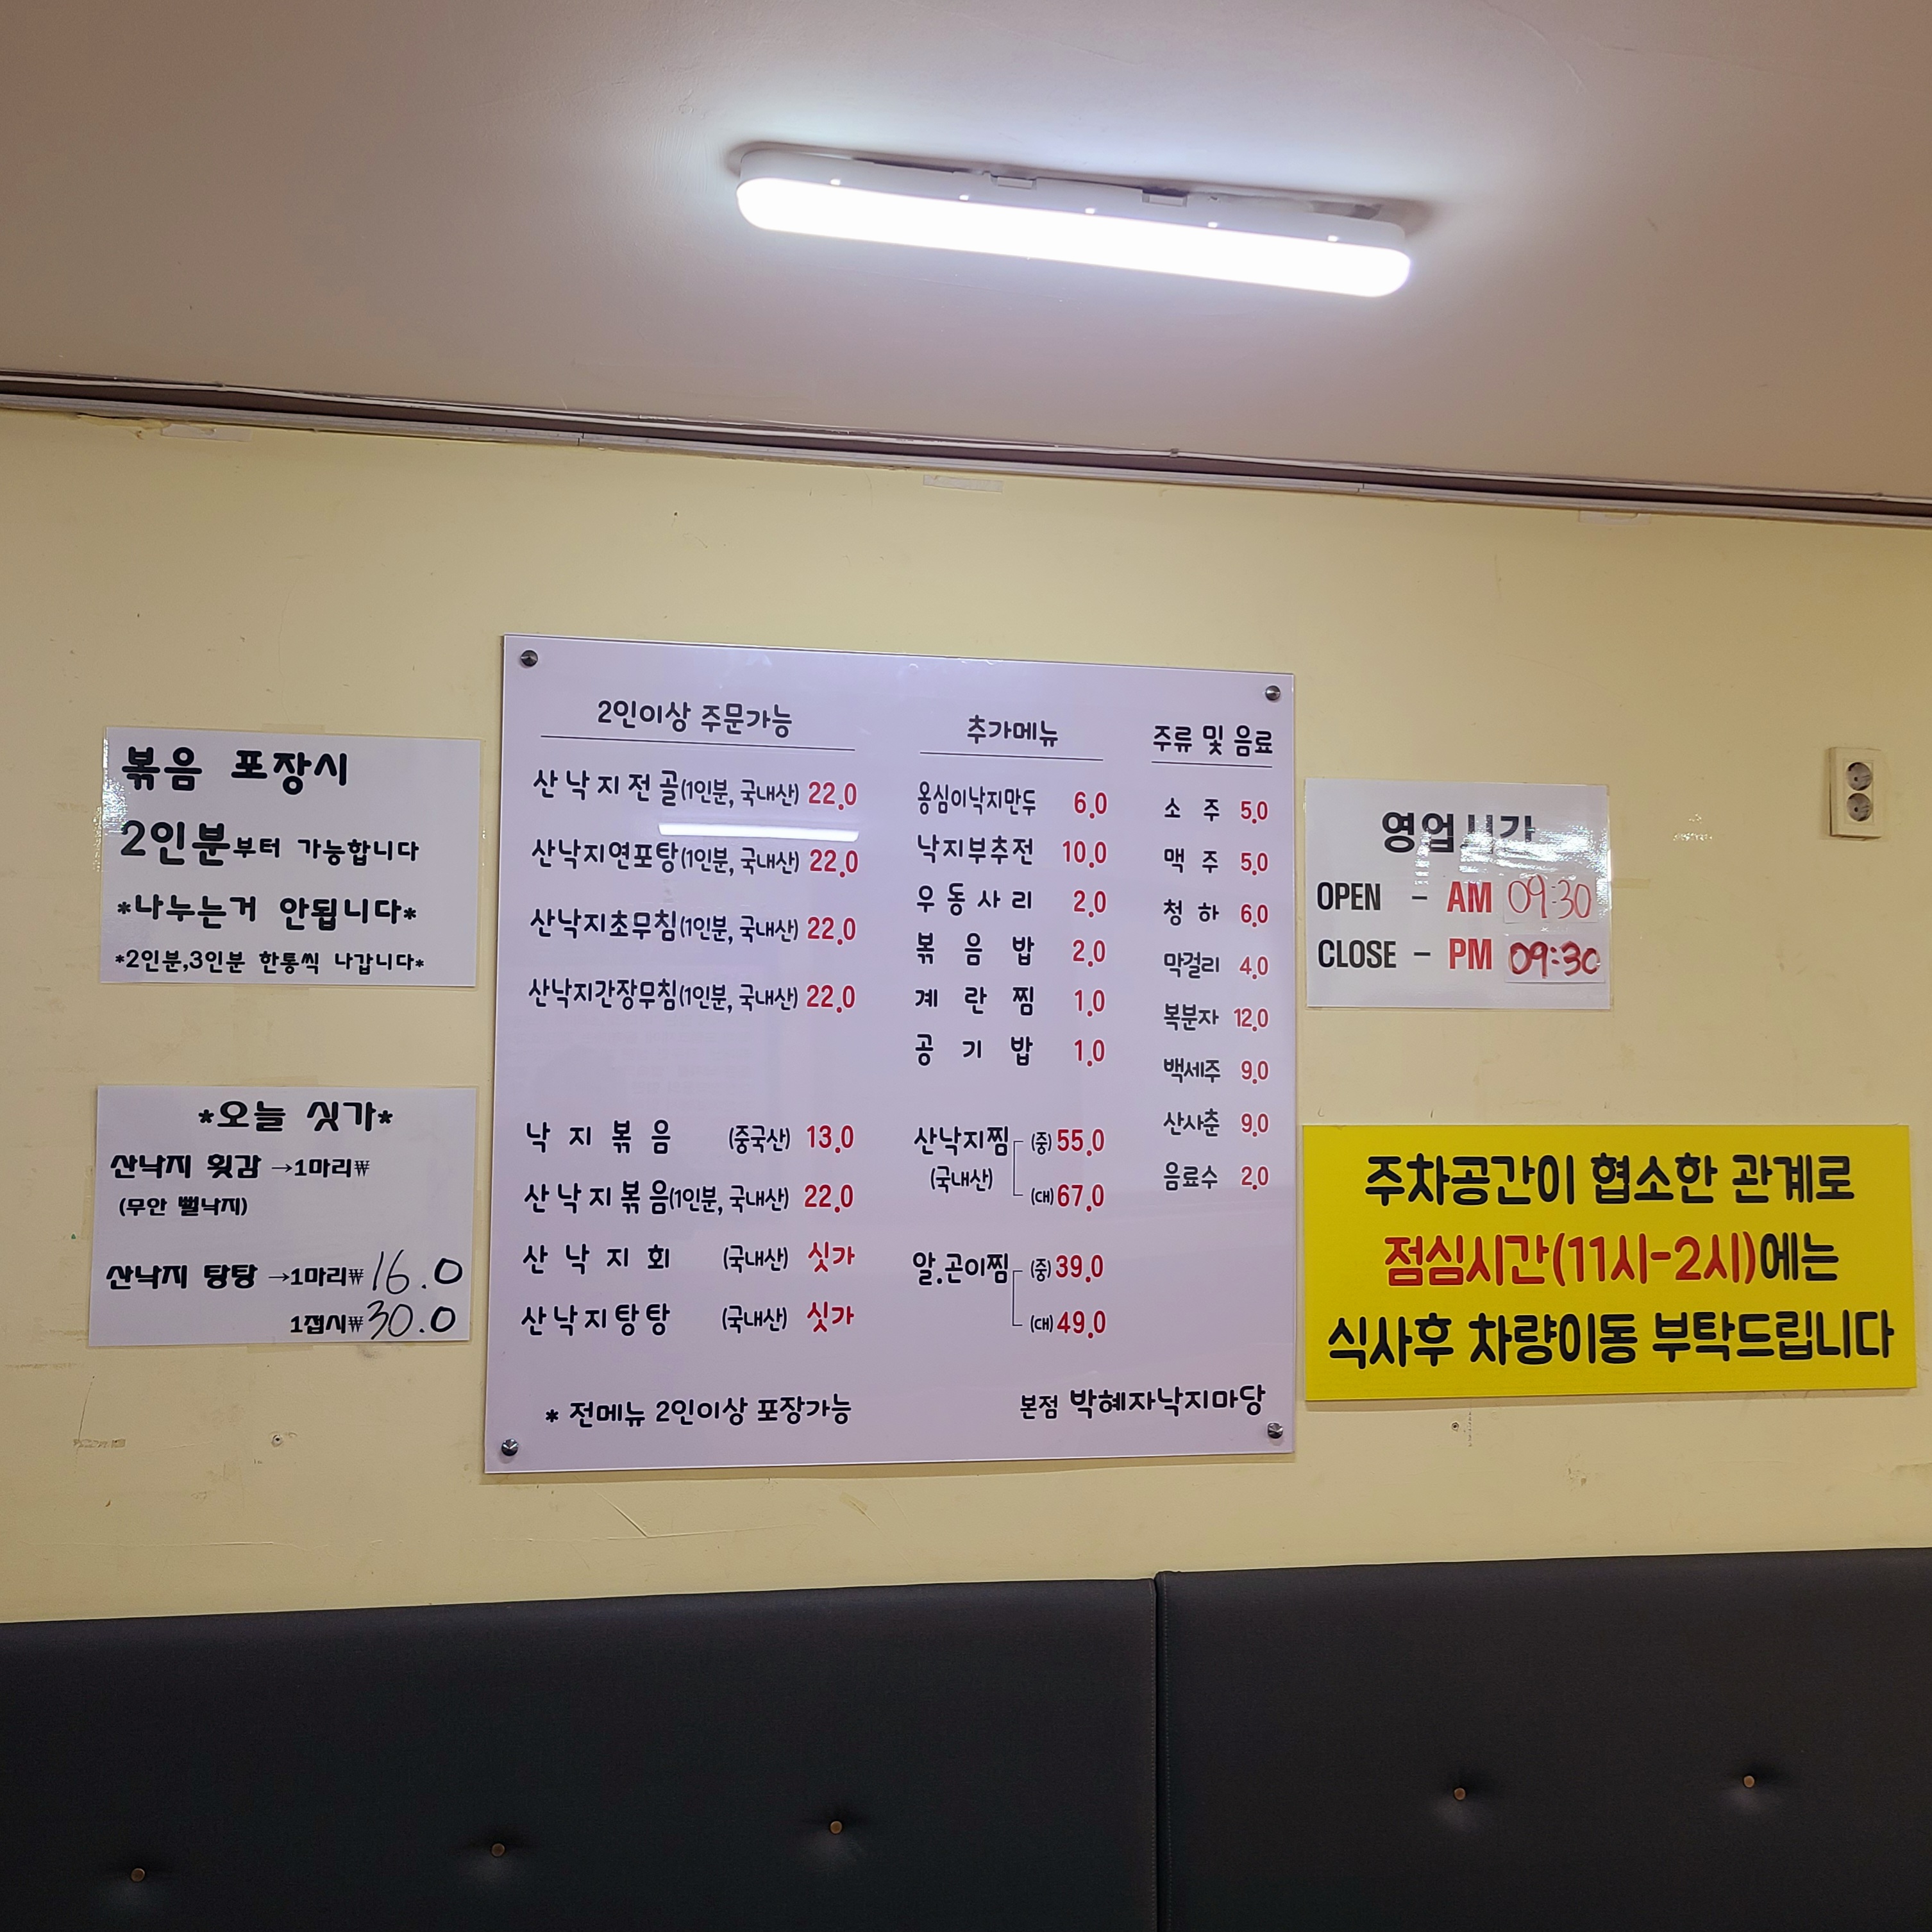 볶음 포장시
2인분부터 가능합니다
*나누는거 안됩니다*
*2인분,3인분 한통씩 나갑니다*
*오늘 싯가*
산낙지 횟감 →1마리₩
(무안 뻘낙지)
산낙지 탕탕 →1마리₩16.0
1접시₩30.0
2인이상 주문가능
산낙지전골(1인분, 국내산) 22.0
산낙지연포탕(1인분, 국내산) 22.0
산낙지초무침(1인분, 국내산) 22.0
산낙지간장무침(1인분, 국내산) 22.0
낙지볶음 (중국산) 13.0
산낙지볶음(1인분, 국내산) 22.0
산낙지회 (국내산) 싯가
산낙지탕탕 (국내산) 싯가
* 전메뉴 2인이상 포장가능
추가메뉴
옹심이낙지만두 6.0
낙지부추전 10.0
우동사리 2.0
볶음밥 2.0
계란찜 1.0
공기밥 1.0
산낙지찜 (중) 55.0
(국내산) (대) 67.0
알.곤이찜 (중) 39.0
(대) 49.0
주류 및 음료
소주 5.0
맥주 5.0
청하 6.0
막걸리 4.0
복분자 12.0
백세주 9.0
산사춘 9.0
음료수 2.0
본점 박혜자낙지마당
영업시간
OPEN - AM 09:30
CLOSE - PM 09:30
주차공간이 협소한 관계로
점심시간(11시-2시)에는
식사후 차량이동 부탁드립니다